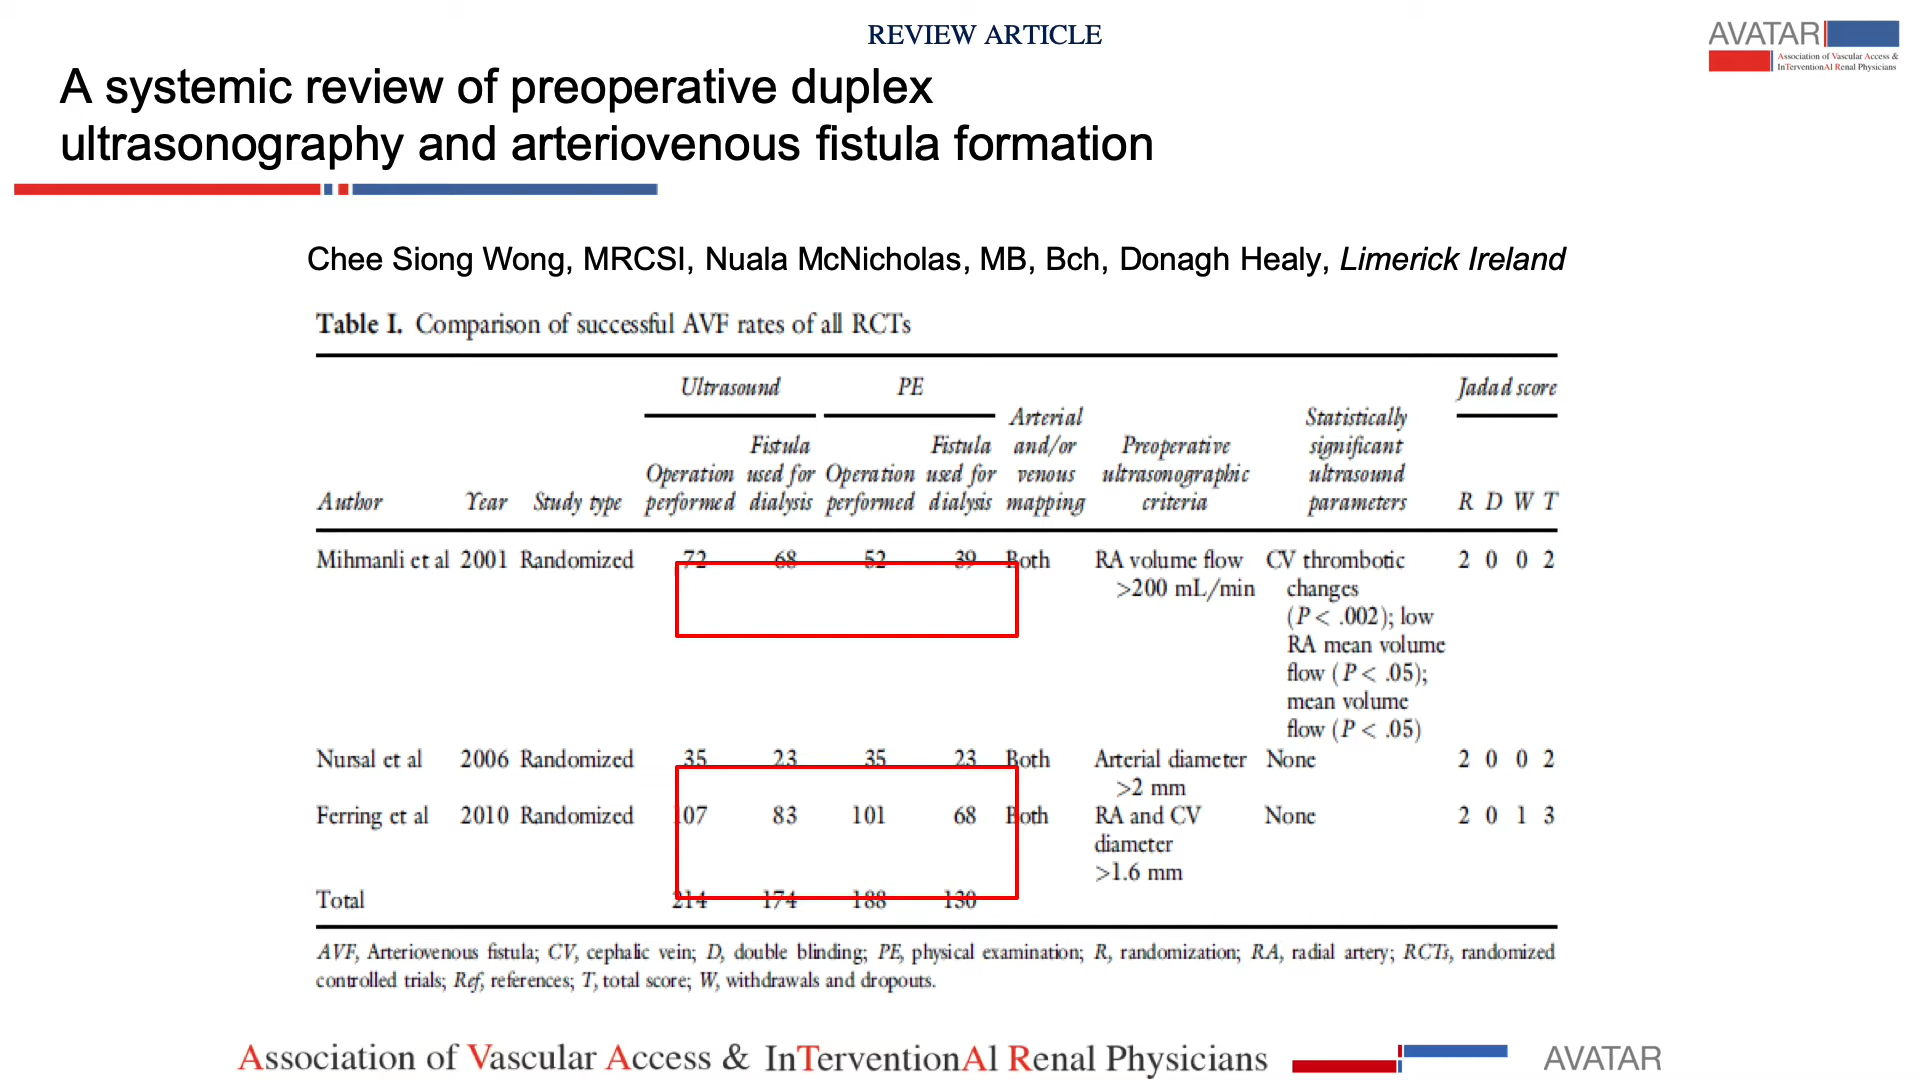 REVIEW ARTICLE
AVATAR
Association of Vascular Access &
InTerventionAl Renal Physicians
A systemic review of preoperative duplex
ultrasonography and arteriovenous fistula formation
Chee Siong Wong, MRCSI, Nuala McNicholas, MB, Bch, Donagh Healy, Limerick Ireland
Table I. Comparison of successful AVF rates of all RCTs
Ultrasound PE Jadad score
Arterial Statistically
Fistula Fistula and/or Preoperative significant
Operation used for Operation used for venous ultrasonographic ultrasound
Author Year Study type performed dialysis performed dialysis mapping criteria parameters R D W T
Mihmanli et al 2001 Randomized 72 68 52 39 Both RA volume flow CV thrombotic 2 0 0 2
>200 mL/min changes
(P < .002); low
RA mean volume
flow (P < .05);
mean volume
flow (P < .05)
Nursal et al 2006 Randomized 35 23 35 23 Both Arterial diameter None 2 0 0 2
>2 mm
Ferring et al 2010 Randomized 107 83 101 68 Both RA and CV None 2 0 1 3
diameter
>1.6 mm
Total 214 174 188 130
AVF, Arteriovenous fistula; CV, cephalic vein; D, double blinding; PE, physical examination; R, randomization; RA, radial artery; RCTs, randomized
controlled trials; Ref, references; T, total score; W, withdrawals and dropouts.
Association of Vascular Access & InTerventionAl Renal Physicians AVATAR